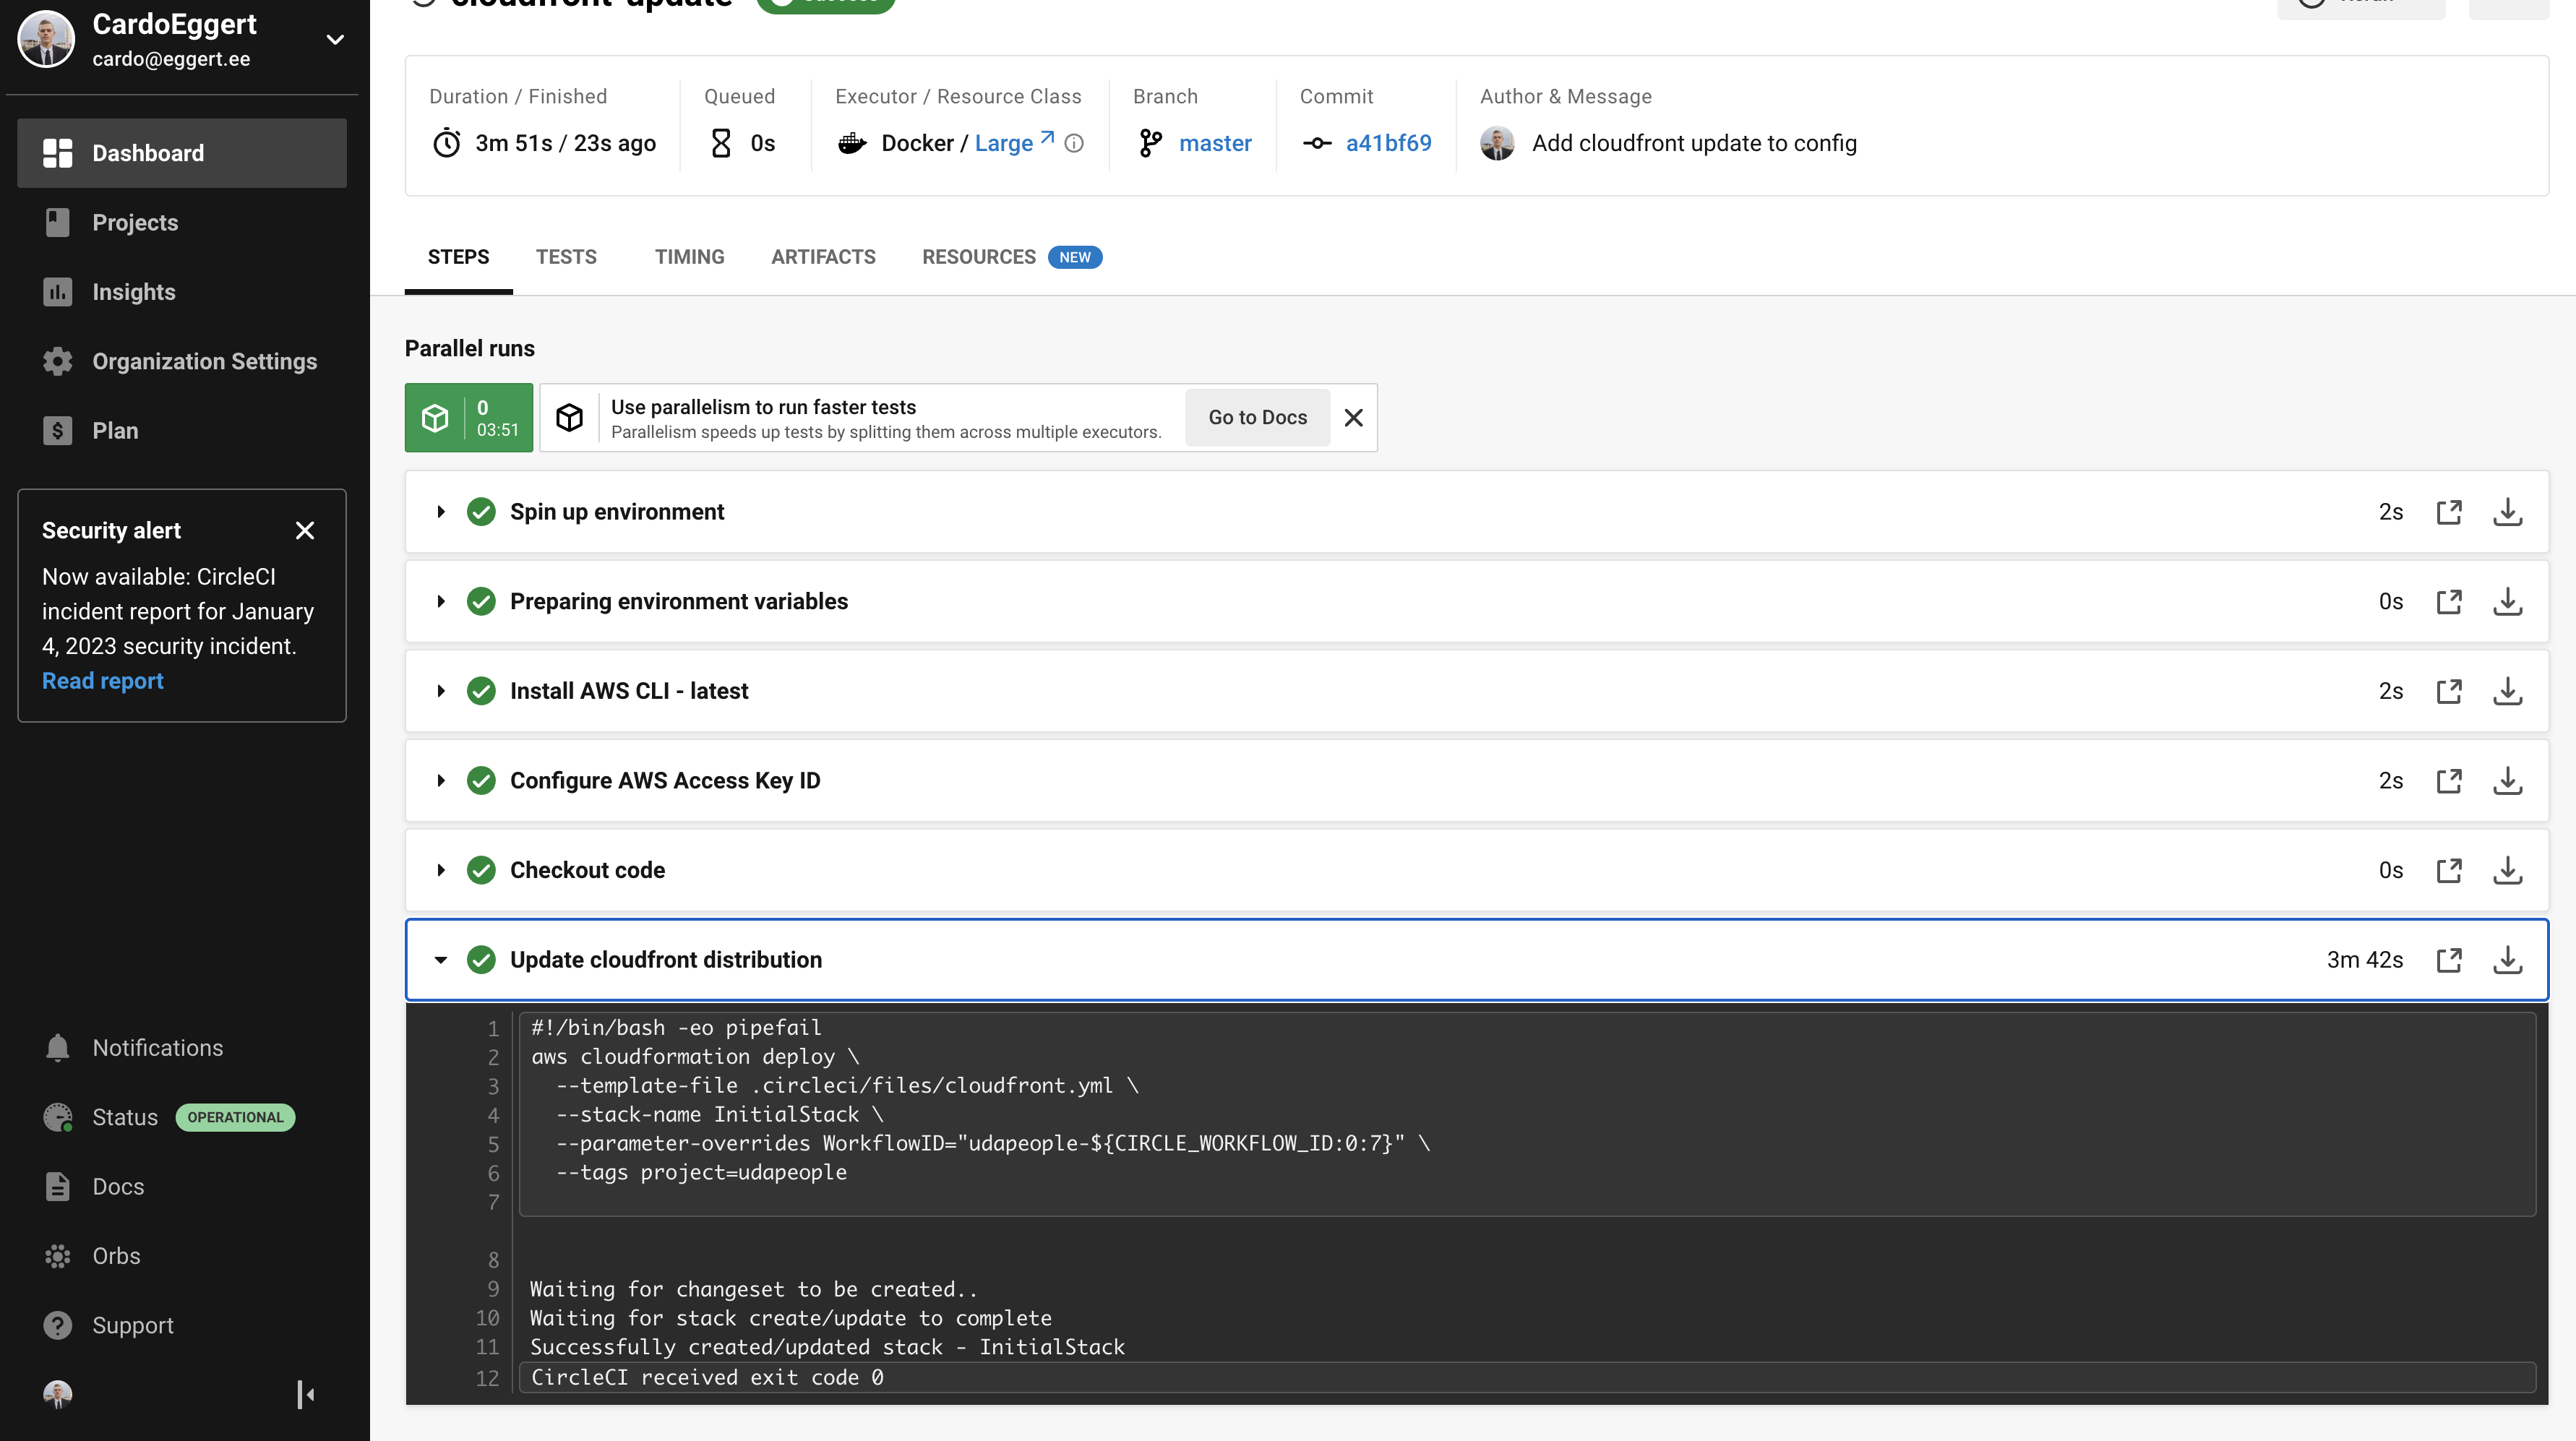 CardoEggert
cardo@eggert.ee
Dashboard
Projects
Insights
Organization Settings
Plan
Security alert
Now available: CircleCI
incident report for January
4, 2023 security incident.
Read report
Notifications
Status OPERATIONAL
Docs
Orbs
Support
cloudfront-update
Duration / Finished
3m 51s / 23s ago
Queued
0s
Executor / Resource Class
Docker / Large
Branch
master
Commit
a41bf69
Author & Message
Add cloudfront update to config
STEPS TESTS TIMING ARTIFACTS RESOURCES NEW
Parallel runs
0
03:51
Use parallelism to run faster tests
Parallelism speeds up tests by splitting them across multiple executors.
Go to Docs
Spin up environment 2s
Preparing environment variables 0s
Install AWS CLI - latest 2s
Configure AWS Access Key ID 2s
Checkout code 0s
Update cloudfront distribution 3m 42s
1 #!/bin/bash -eo pipefail
2 aws cloudformation deploy \
3 --template-file .circleci/files/cloudfront.yml \
4 --stack-name InitialStack \
5 --parameter-overrides WorkflowID="udapeople-${CIRCLE_WORKFLOW_ID:0:7}" \
6 --tags project=udapeople
7
8
9 Waiting for changeset to be created..
10 Waiting for stack create/update to complete
11 Successfully created/updated stack - InitialStack
12 CircleCI received exit code 0